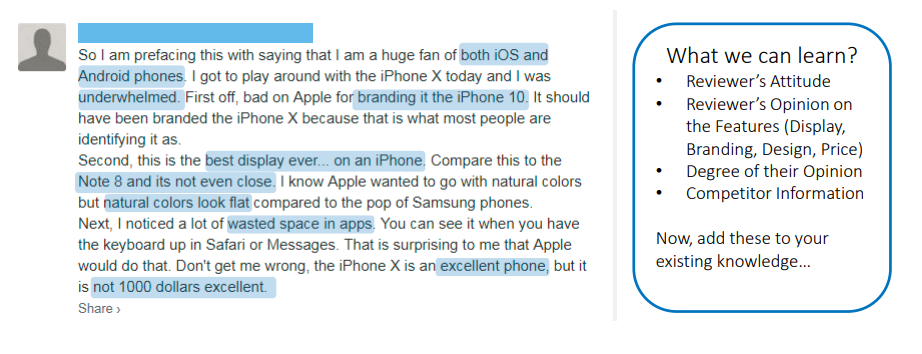 So I am prefacing this with saying that I am a huge fan of both iOS and
Android phones. I got to play around with the iPhone X today and I was
underwhelmed. First off, bad on Apple for branding it the iPhone 10. It should
have been branded the iPhone X because that is what most people are
identifying it as.
Second, this is the best display ever... on an iPhone. Compare this to the
Note 8 and its not even close. I know Apple wanted to go with natural colors
but natural colors look flat compared to the pop of Samsung phones.
Next, I noticed a lot of wasted space in apps. You can see it when you have
the keyboard up in Safari or Messages. That is surprising to me that Apple
would do that. Don't get me wrong, the iPhone X is an excellent phone, but it
is not 1000 dollars excellent.
Share ›
What we can learn?
• Reviewer’s Attitude
• Reviewer’s Opinion on
the Features (Display,
Branding, Design, Price)
• Degree of their Opinion
• Competitor Information
Now, add these to your
existing knowledge...